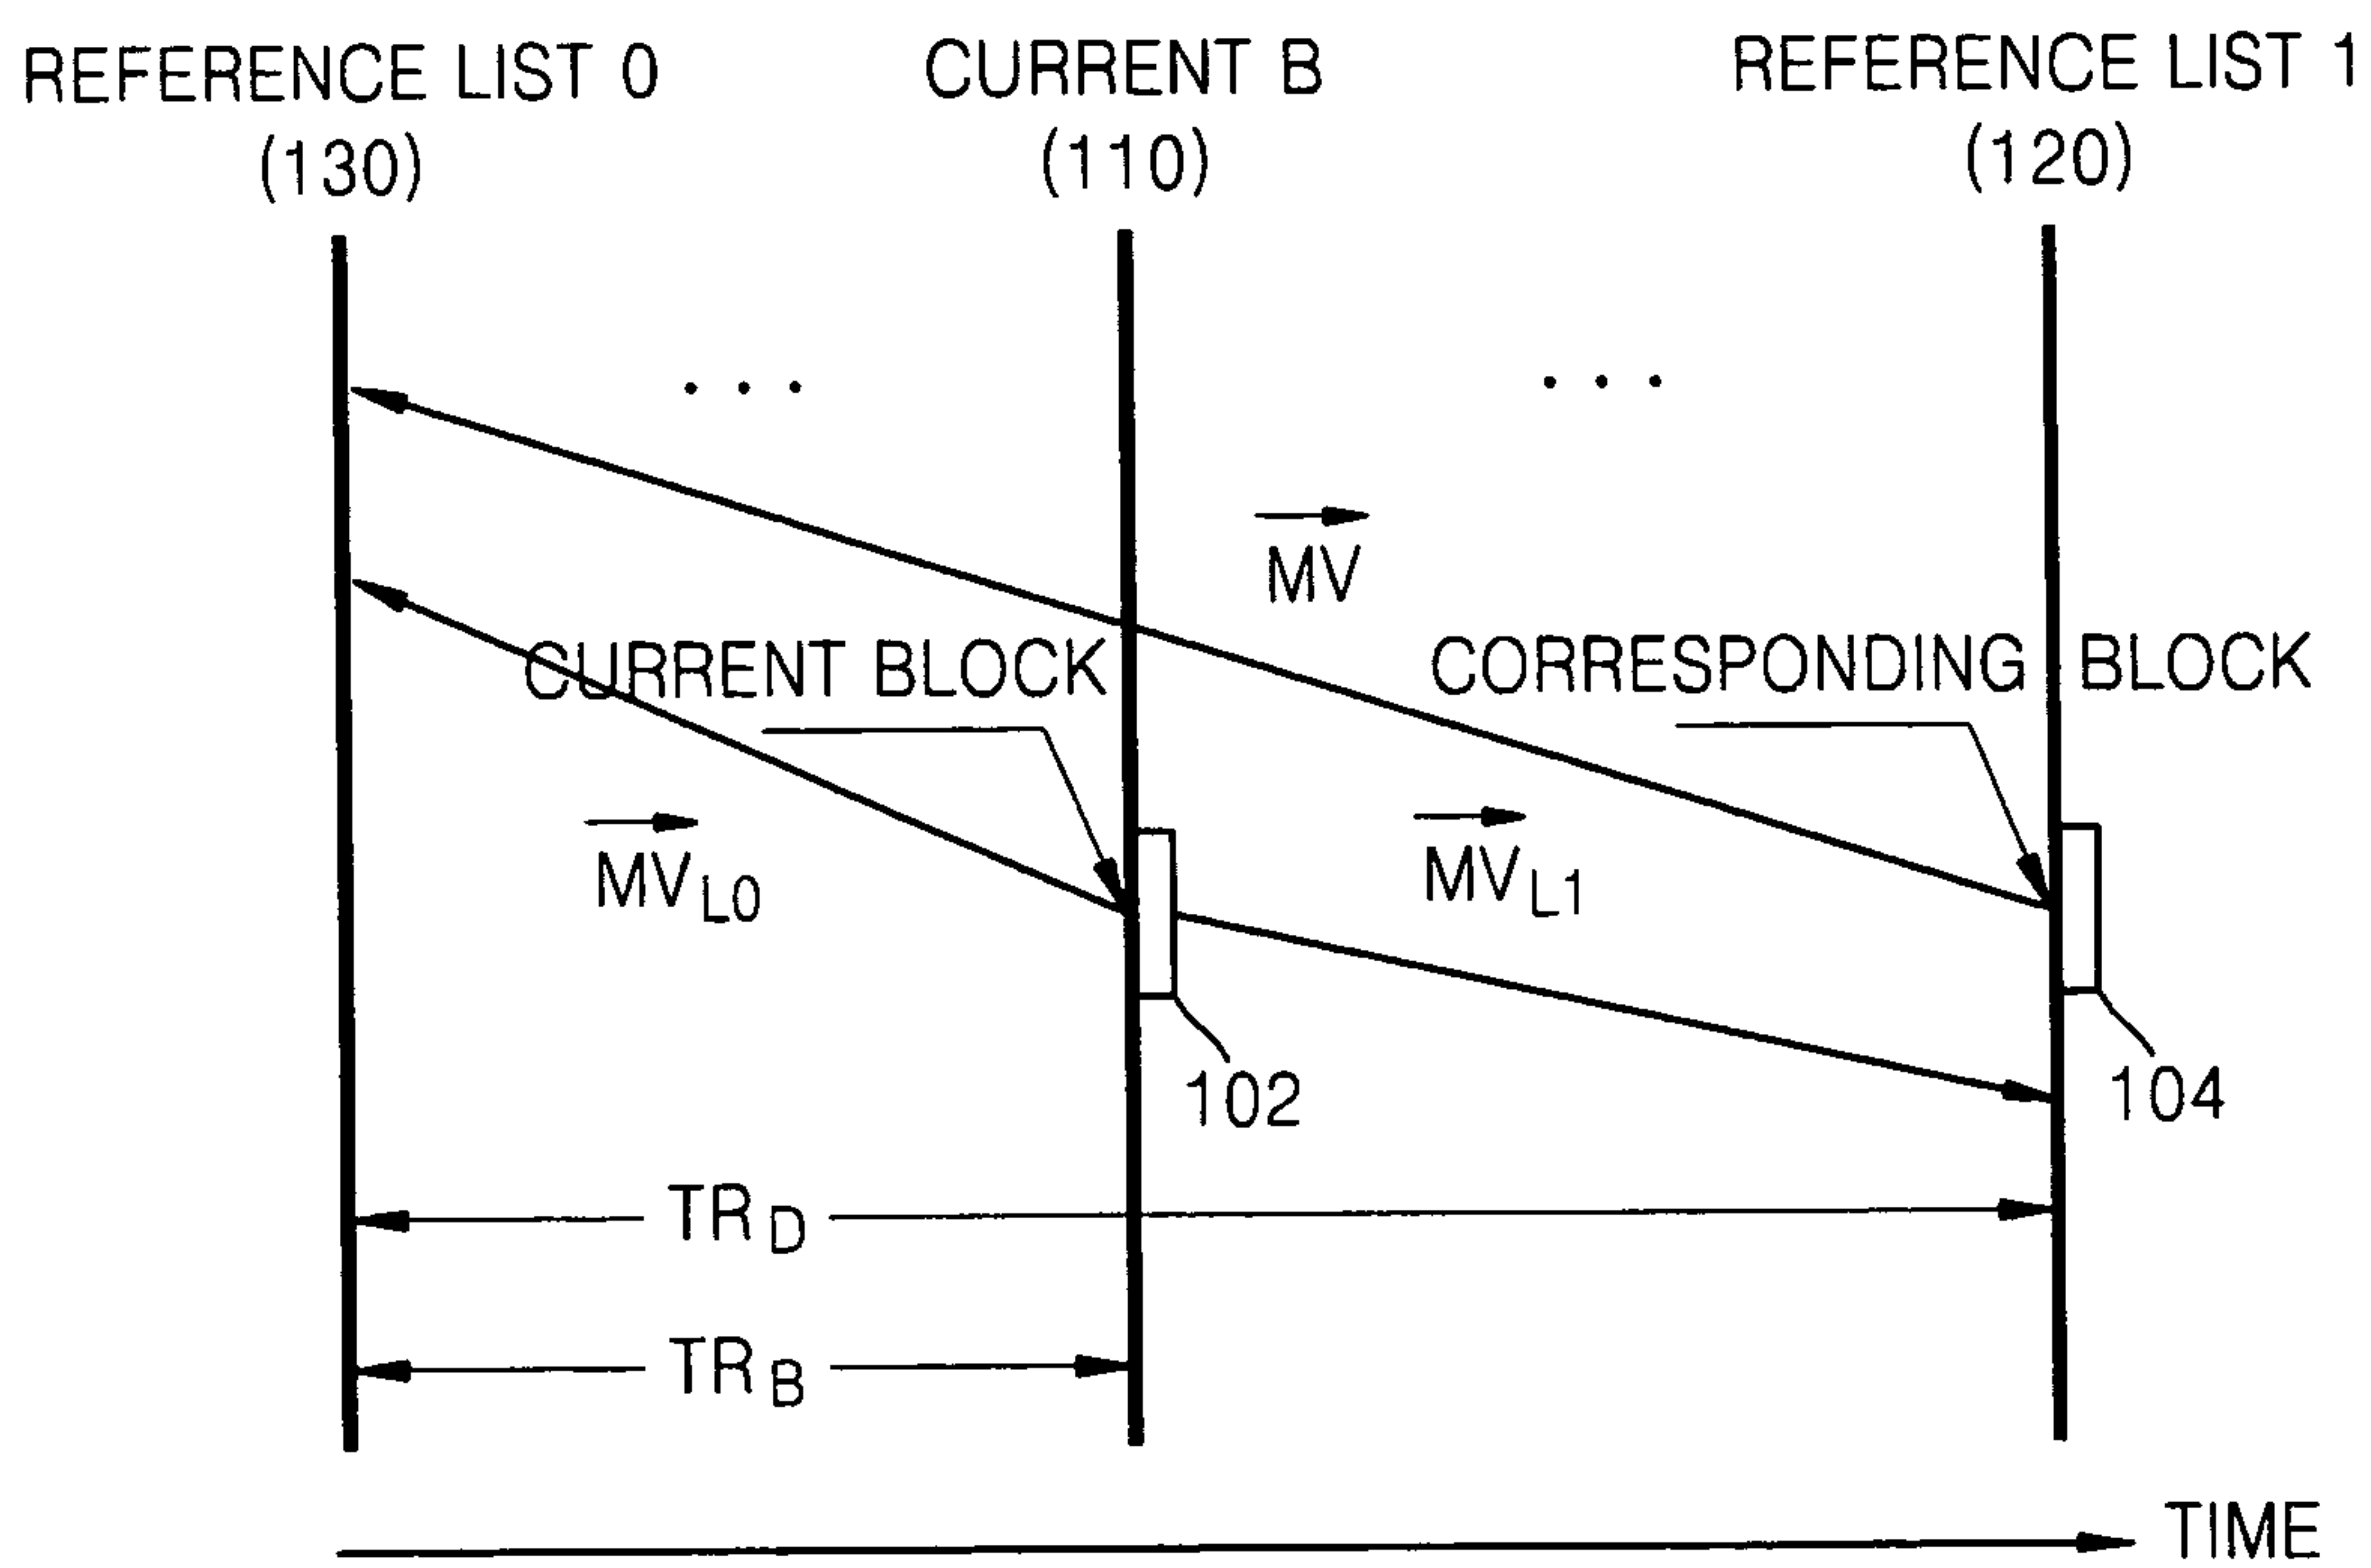 REFERENCE LIST 0
(130)
CURRENT B
(110)
REFERENCE LIST 1
(120)
. . .
. . .
MV
CURRENT BLOCK
CORRESPONDING BLOCK
MVL0
MVL1
102
104
TRD
TRB
TIME